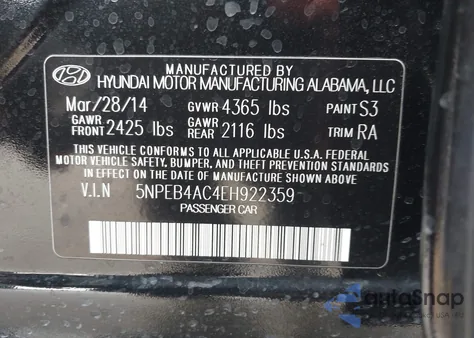 MANUFACTURED BY
HYUNDAI MOTOR MANUFACTURING ALABAMA, LLC
Mar/28/14 GVWR 4365 lbs PAINT S3
GAWR FRONT 2425 lbs GAWR REAR 2116 lbs TRIM RA
THIS VEHICLE CONFORMS TO ALL APPLICABLE U.S.A. FEDERAL
MOTOR VEHICLE SAFETY, BUMPER, AND THEFT PREVENTION STANDARDS
IN EFFECT ON THE DATE OF MANUFACTURE SHOWN ABOVE.
V.I.N 5NPEB4AC4EH922359
PASSENGER CAR
autoSnap